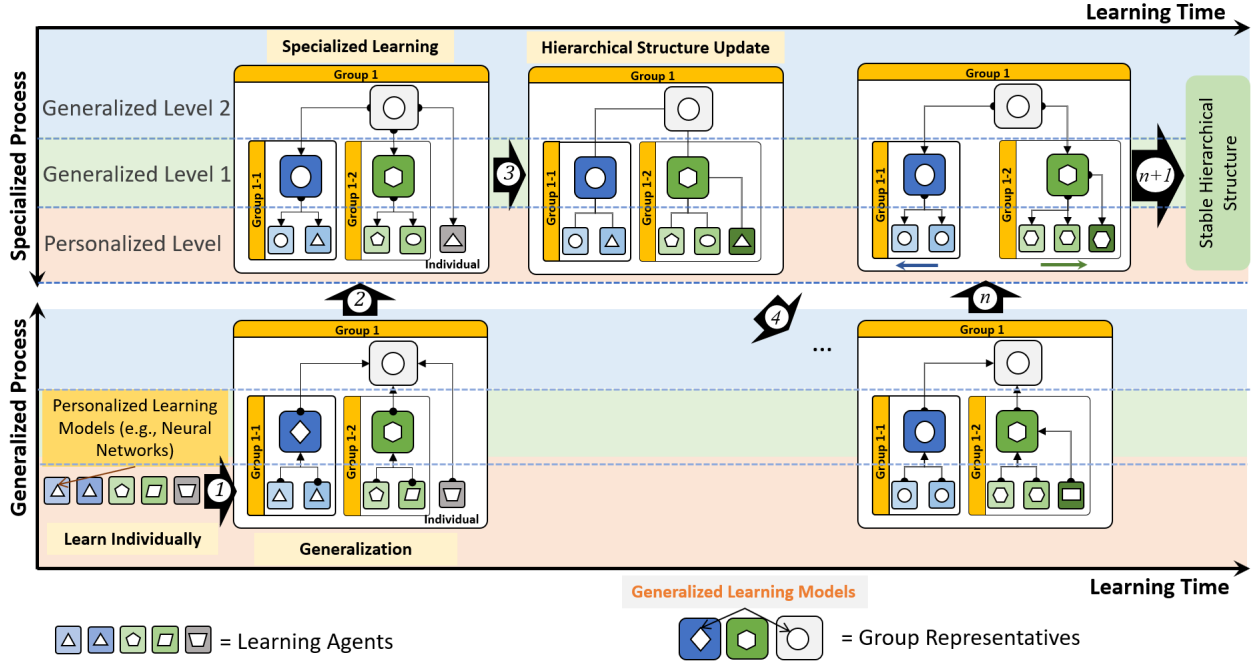 Learning Time
Specialized Learning
Hierarchical Structure Update
Specialized Process
Generalized Level 2
Generalized Level 1
Personalized Level
Group 1
Group 1-1
Group 1-2
Individual
3
Group 1
Group 1-1
Group 1-2
Group 1
Group 1-1
Group 1-2
n+1
Stable Hierarchical
Structure
2
4
...
n
Generalized Process
Personalized Learning
Models (e.g., Neural
Networks)
1
Learn Individually
Group 1
Group 1-1
Group 1-2
Individual
Generalization
Group 1
Group 1-1
Group 1-2
Learning Time
Generalized Learning Models
= Learning Agents
= Group Representatives